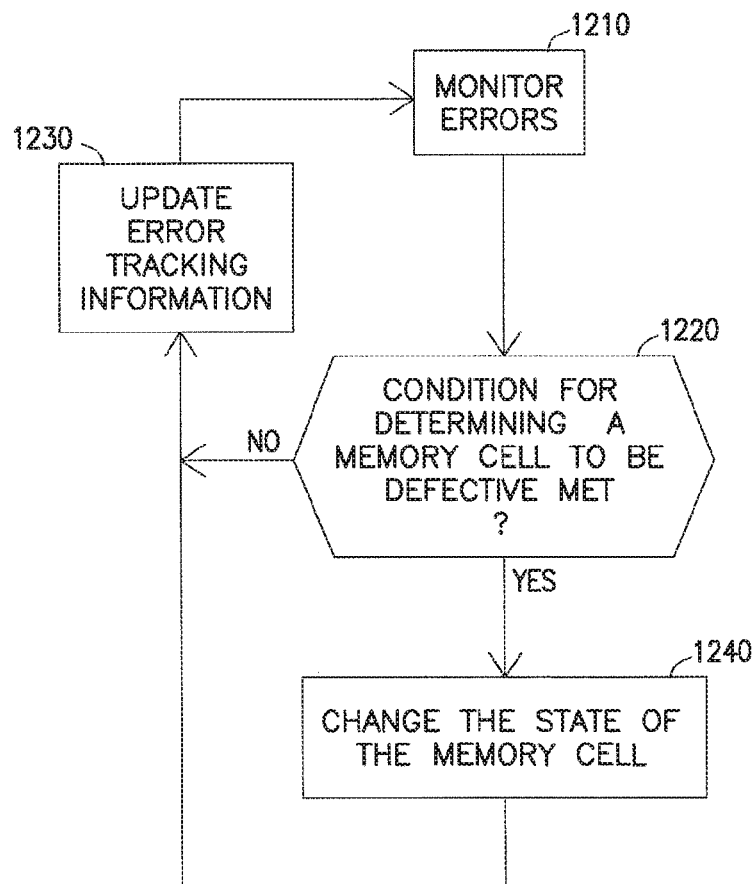 1210
MONITOR
ERRORS
1230
UPDATE
ERROR
TRACKING
INFORMATION
1220
CONDITION FOR
DETERMINING A
MEMORY CELL TO BE
DEFECTIVE MET
?
NO
YES
1240
CHANGE THE STATE OF
THE MEMORY CELL